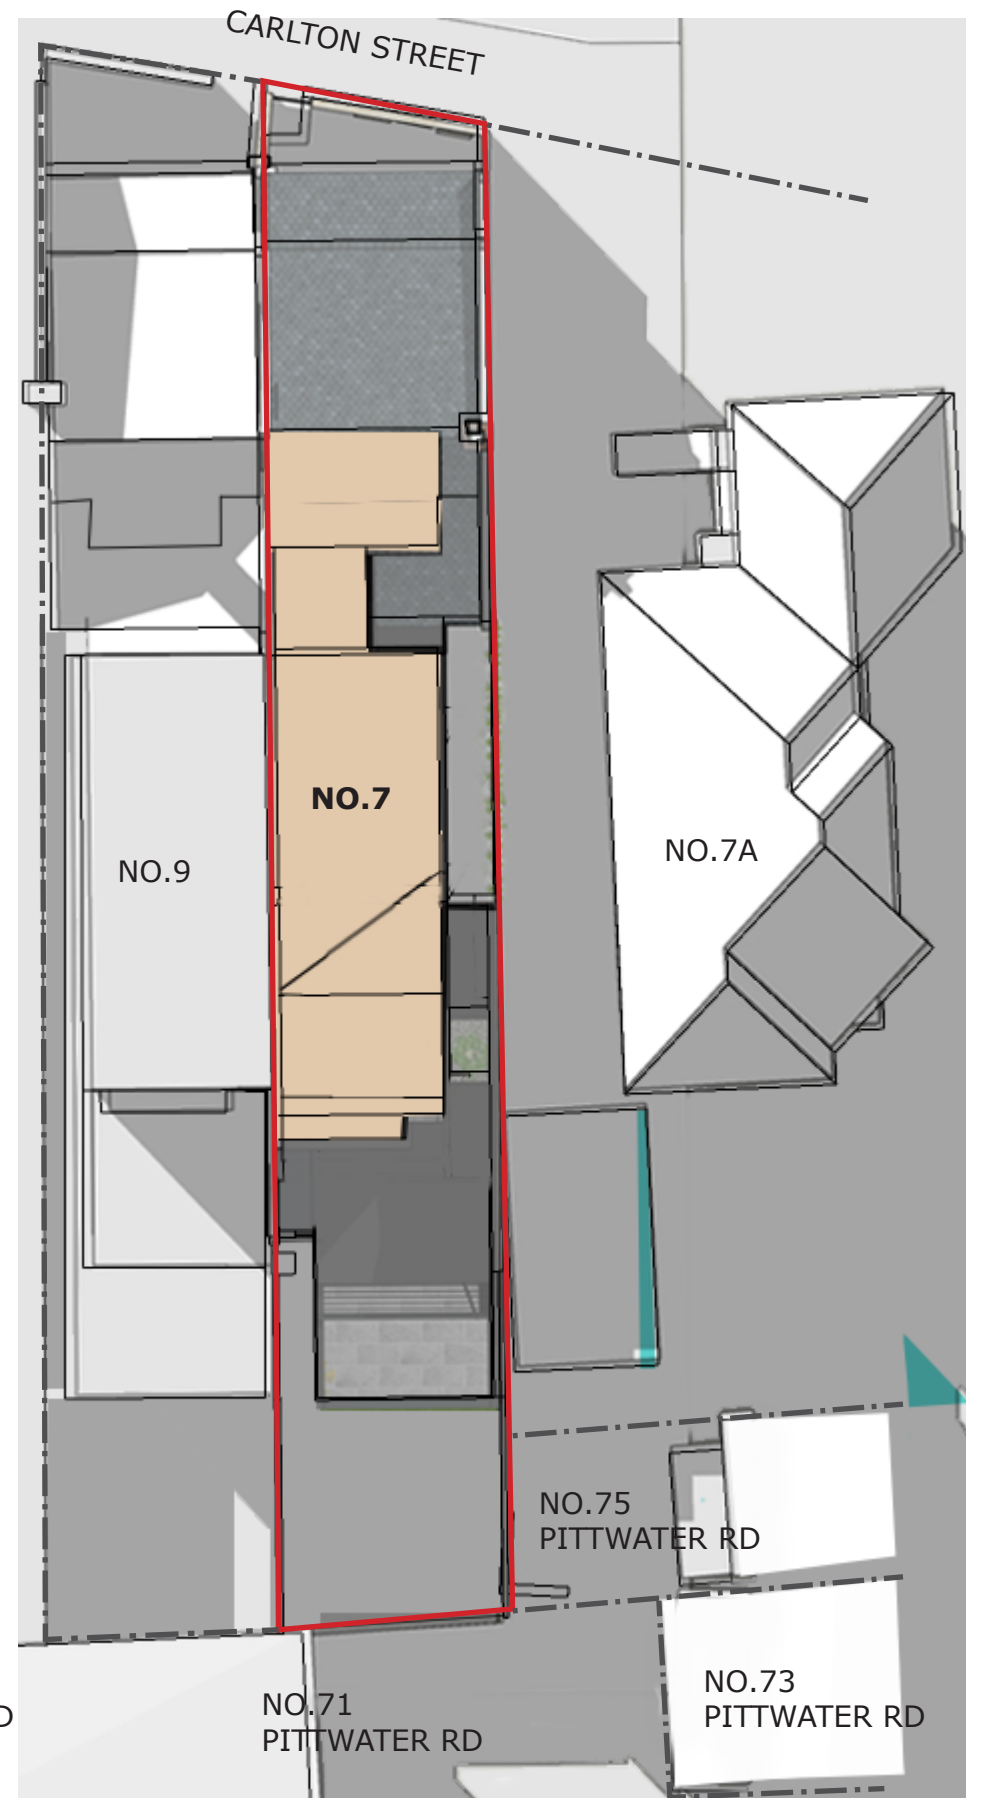 CARLTON STREET
NO.7
NO.7A
NO.9
NO.75
PITTWATER RD
NO.73
PITTWATER RD
NO.71
PITTWATER RD
D